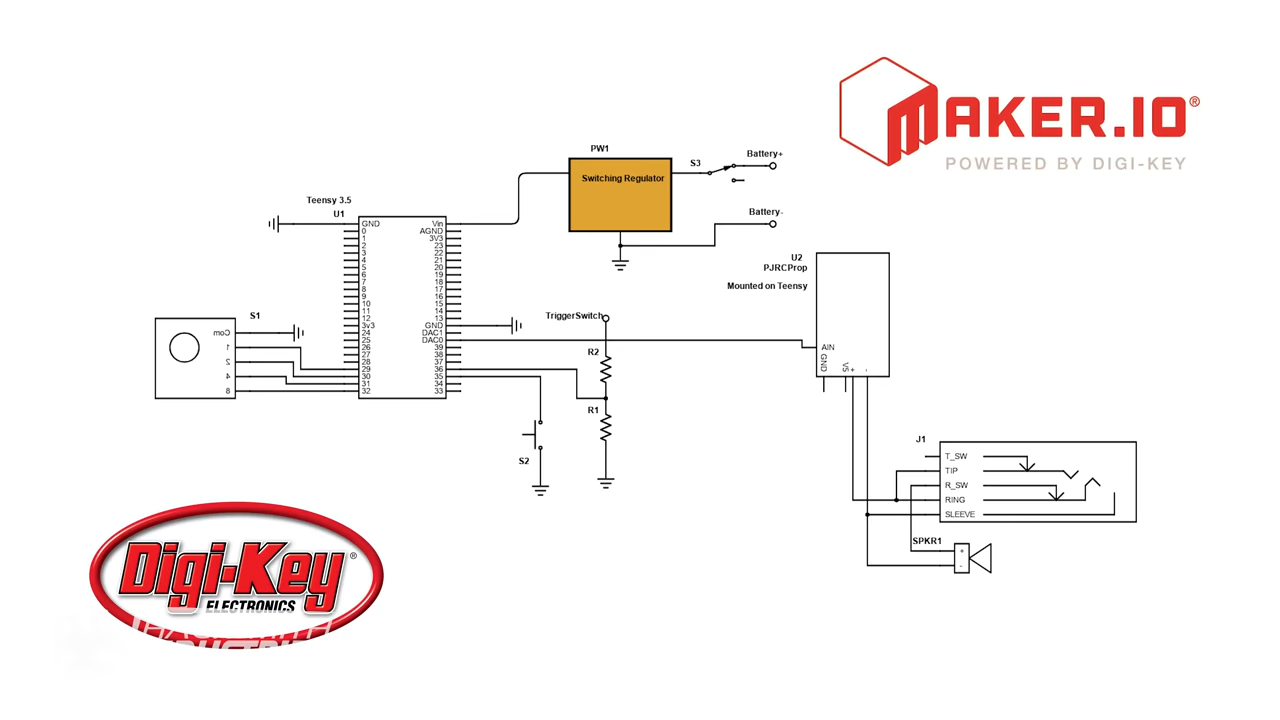 MAKER.IO®
POWERED BY DIGI-KEY
PW1
Switching Regulator
S3
Battery+
Battery-
Teensy 3.5
U1
GND
0
1
2
3
4
5
6
7
8
9
10
11
12
3v3
24
25
26
27
28
29
30
31
32
Vin
AGND
3V3
23
22
21
20
19
18
17
16
15
14
13
GND
DAC1
DAC0
39
38
37
36
35
34
33
S1
Com
1
2
4
8
TriggerSwitch
R2
R1
S2
U2
PJRCProp
Mounted on Teensy
AIN
GND
VS
+
-
J1
T_SW
TIP
R_SW
RING
SLEEVE
SPKR1
+
-
Digi-Key®
ELECTRONICS